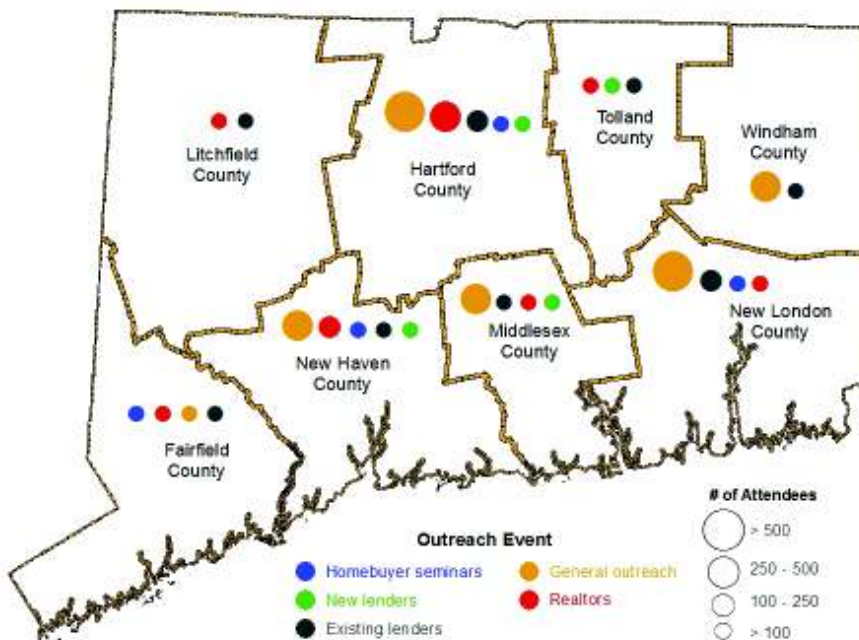 Litchfield
County
Hartford
County
Tolland
County
Windham
County
New Haven
County
Middlesex
County
New London
County
Fairfield
County
Outreach Event
Homebuyer seminars
New lenders
Existing lenders
General outreach
Realtors
# of Attendees
> 500
250 - 500
100 - 250
> 100